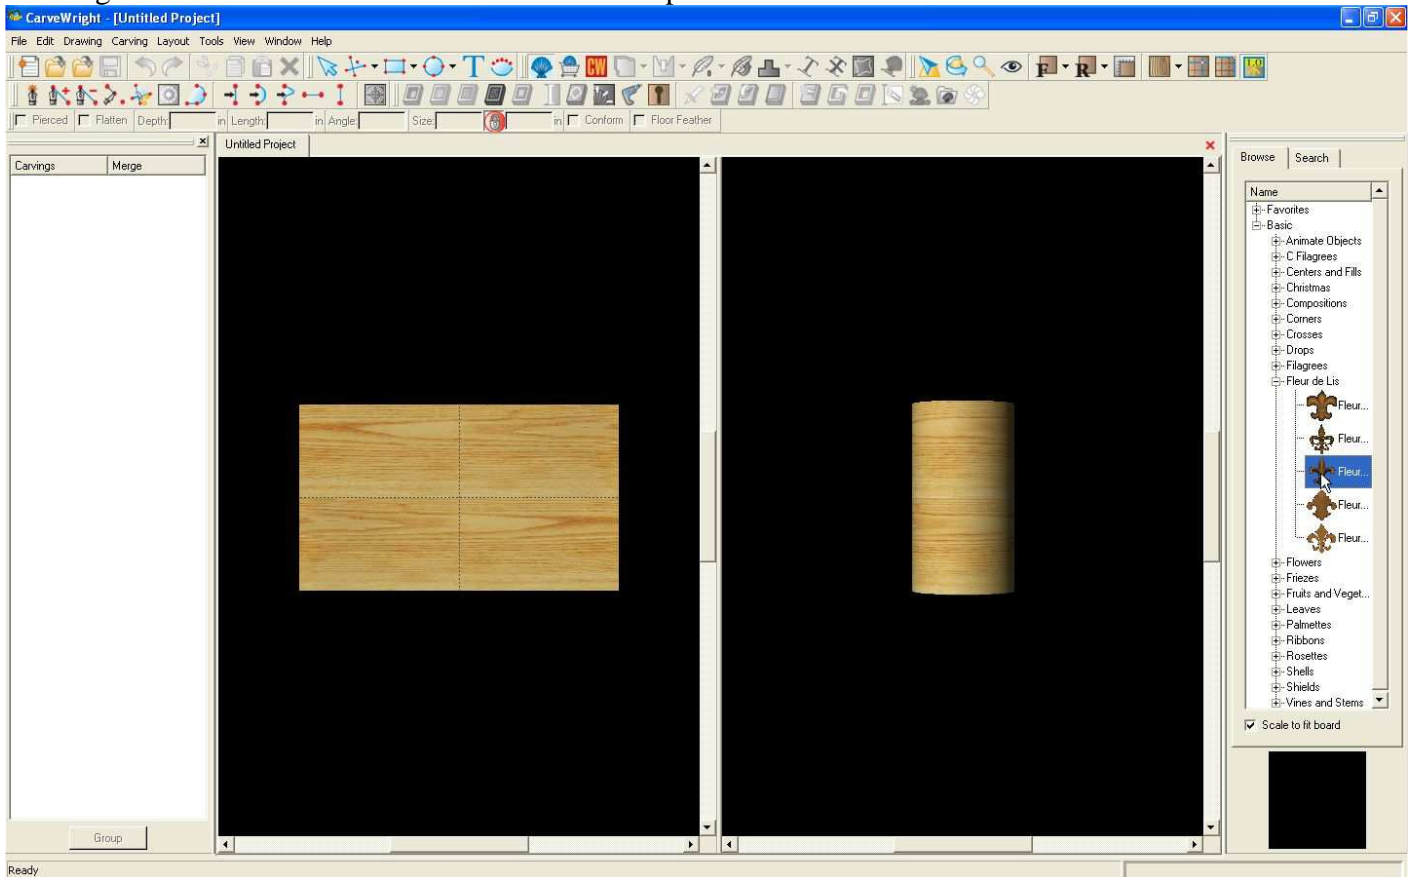 CarveWright - [Untitled Project]
File Edit Drawing Carving Layout Tools View Window Help
Pierced Flatten Depth: in Length: in Angle: Size: in Conform Floor Feather
Carvings Merge
Untitled Project
Browse Search
Name
Favorites
Basic
Animate Objects
C Filagrees
Centers and Fills
Christmas
Compositions
Corners
Crosses
Drops
Filagrees
Fleur de Lis
Fleur...
Fleur...
Fleur...
Fleur...
Fleur...
Flowers
Friezes
Fruits and Veget...
Leaves
Palmettes
Ribbons
Rosettes
Shells
Shields
Vines and Stems
Scale to fit board
Group
Ready